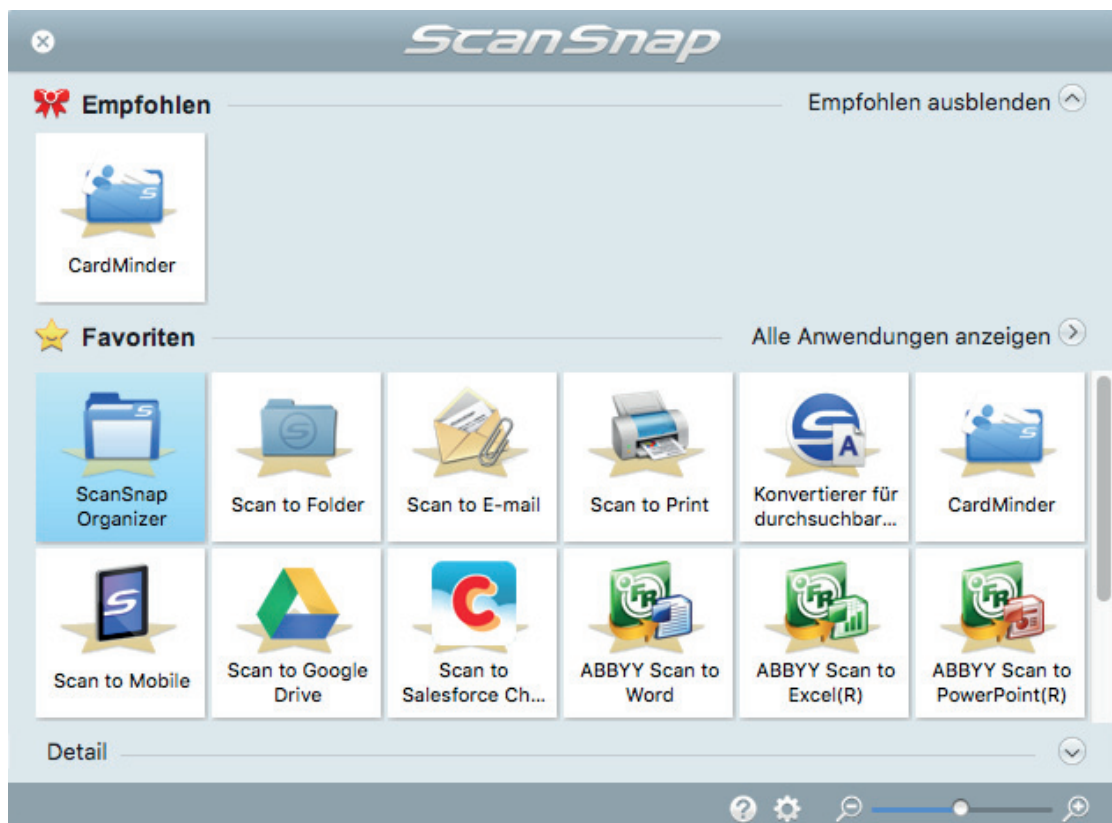 ScanSnap
Empfohlen
Empfohlen ausblenden
CardMinder
Favoriten
Alle Anwendungen anzeigen
ScanSnap
Organizer
Scan to Folder
Scan to E-mail
Scan to Print
Konvertierer für
durchsuchbar...
CardMinder
Scan to Mobile
Scan to Google
Drive
Scan to
Salesforce Ch...
ABBYY Scan to
Word
ABBYY Scan to
Excel(R)
ABBYY Scan to
PowerPoint(R)
Detail